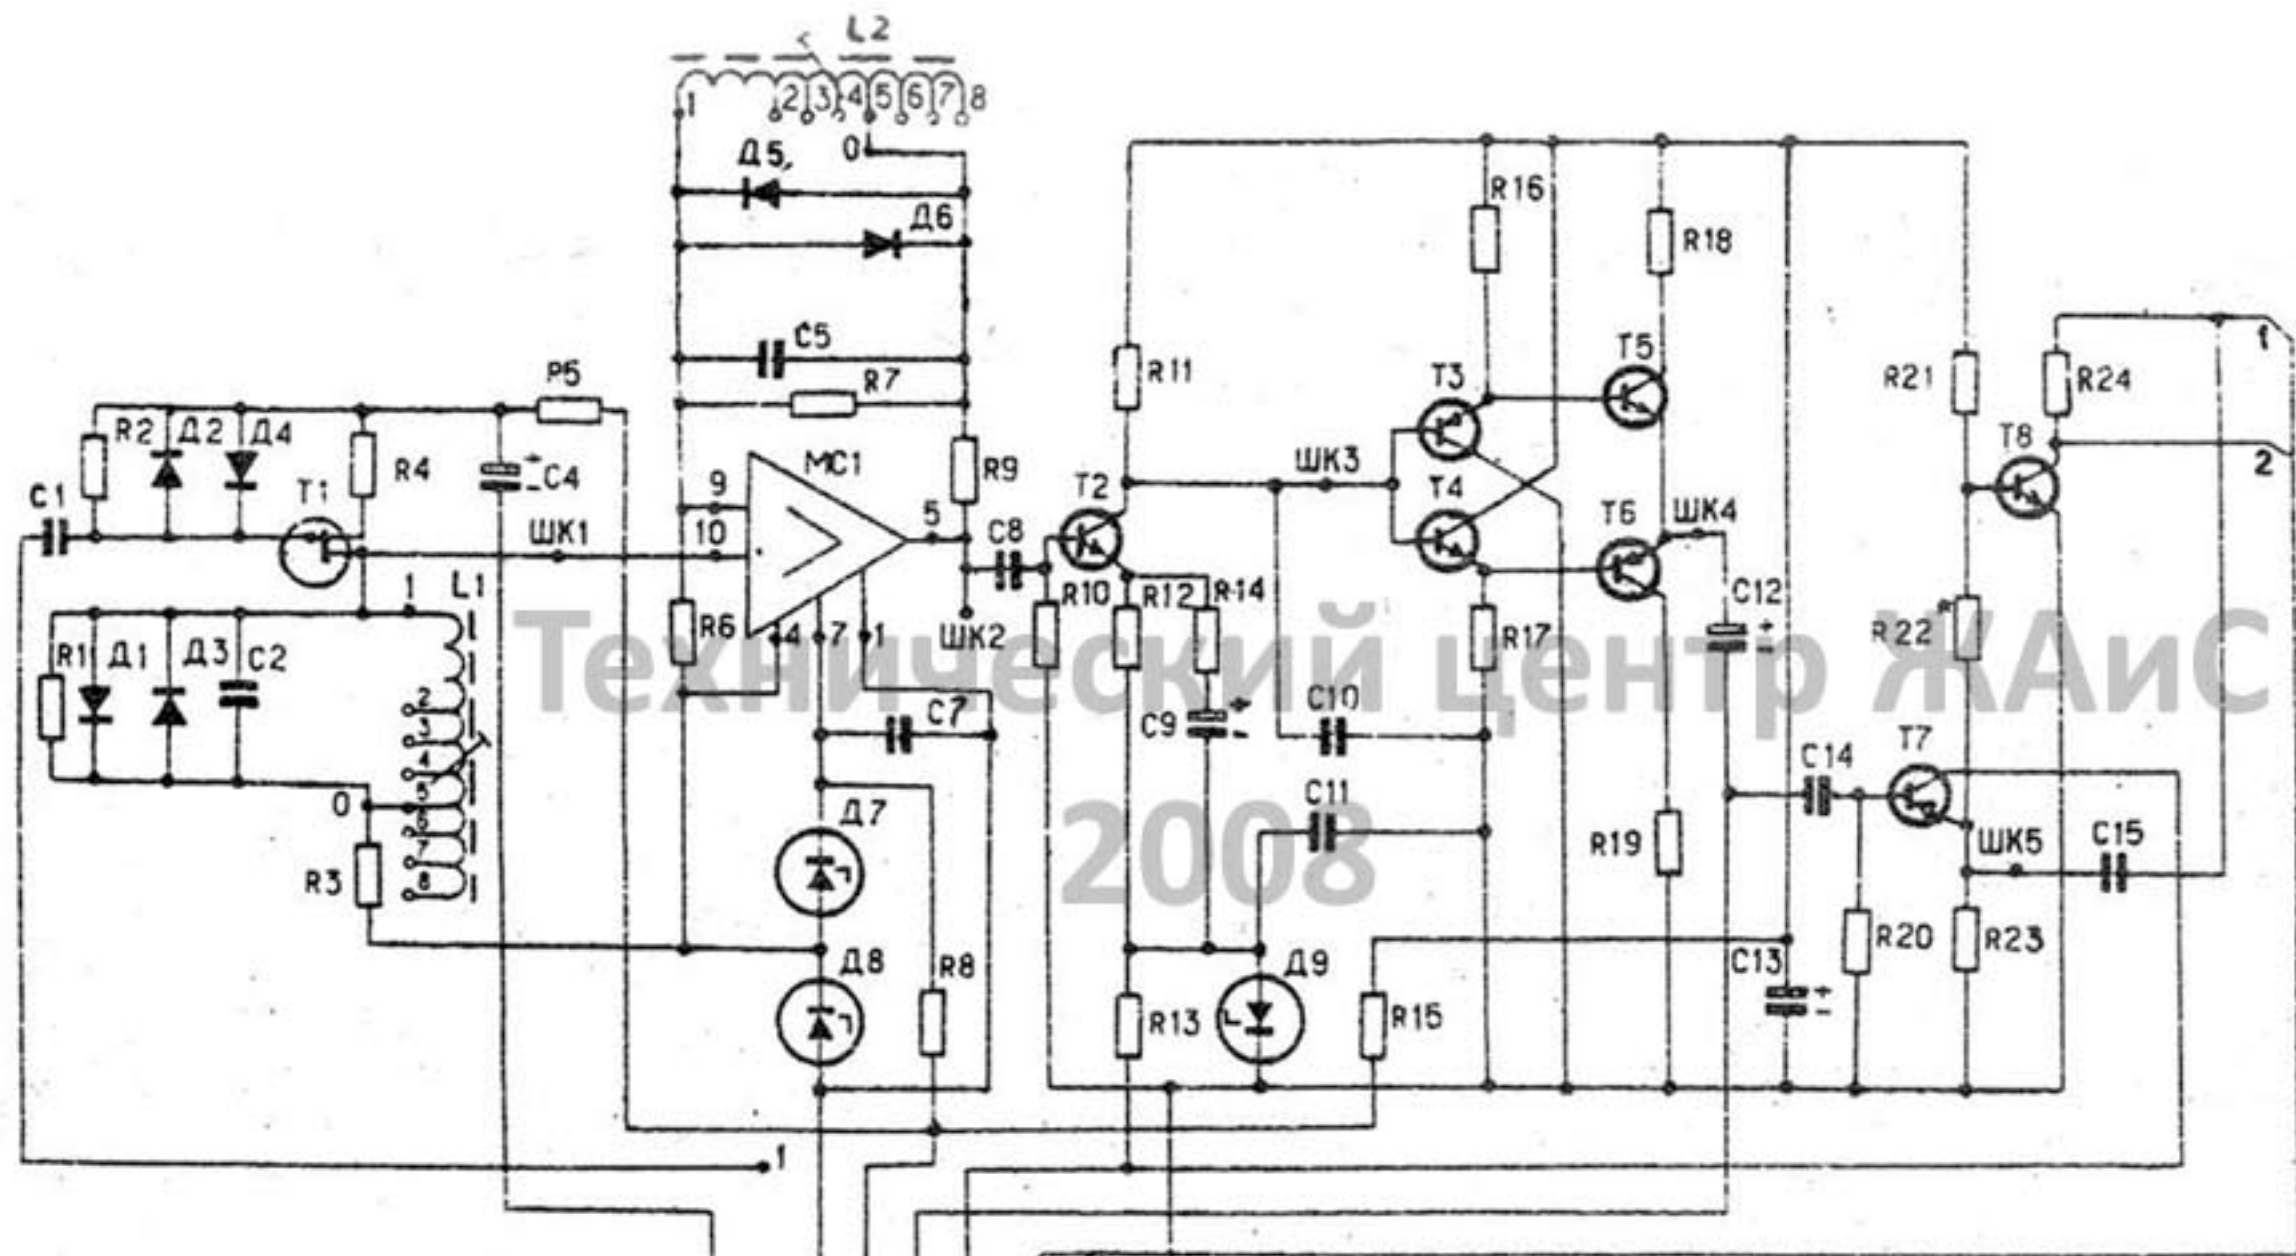 L2
1 2 3 4 5 6 7 8
Д5
0
Д6
R16
R18
C5
R7
R11
T3
T5
R21
R24
1
P5
R2 Д2 Д4
R4
C4
+
-
C1
T1
9
MC1
R9
ШК3
T2
T4
T8
2
ШК1
10
5
C8
T6
ШК4
1
L1
R10
R12
R14
R17
C12
+
-
R22
R6
4
7
1
ШК2
Технический центр ЖАиС
R1 Д1 Д3 C2
2
3
4
5
6
7
8
0
R3
C7
C9
+
-
C10
C14
T7
Д7
C11
2008
R19
ШК5
C15
Д8
R8
Д9
R13
R15
C13
+
-
R20
R23
1